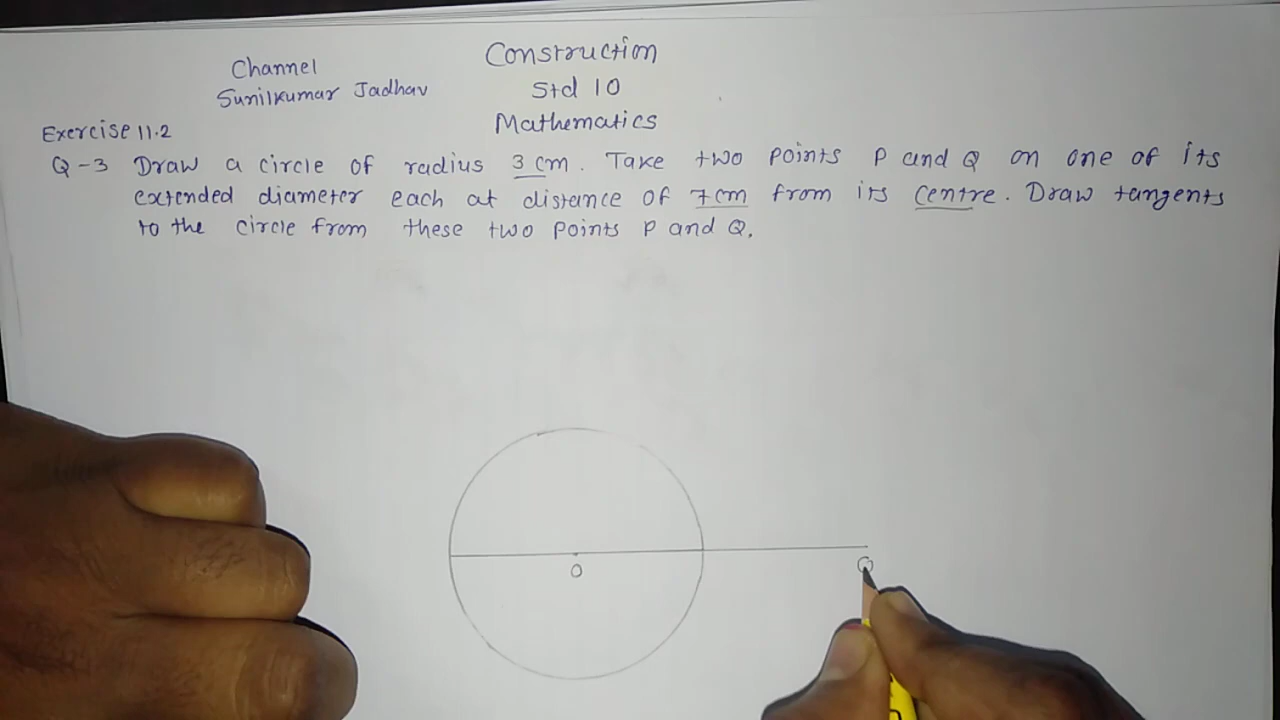 Construction
Channel
Sunilkumar Jadhav
Std 10
Mathematics
Exercise 11.2
Q-3 Draw a circle of radius 3 cm. Take two points P and Q on one of its
extended diameter each at distance of 7cm from its centre. Draw tangents
to the circle from these two points P and Q.
O
Q